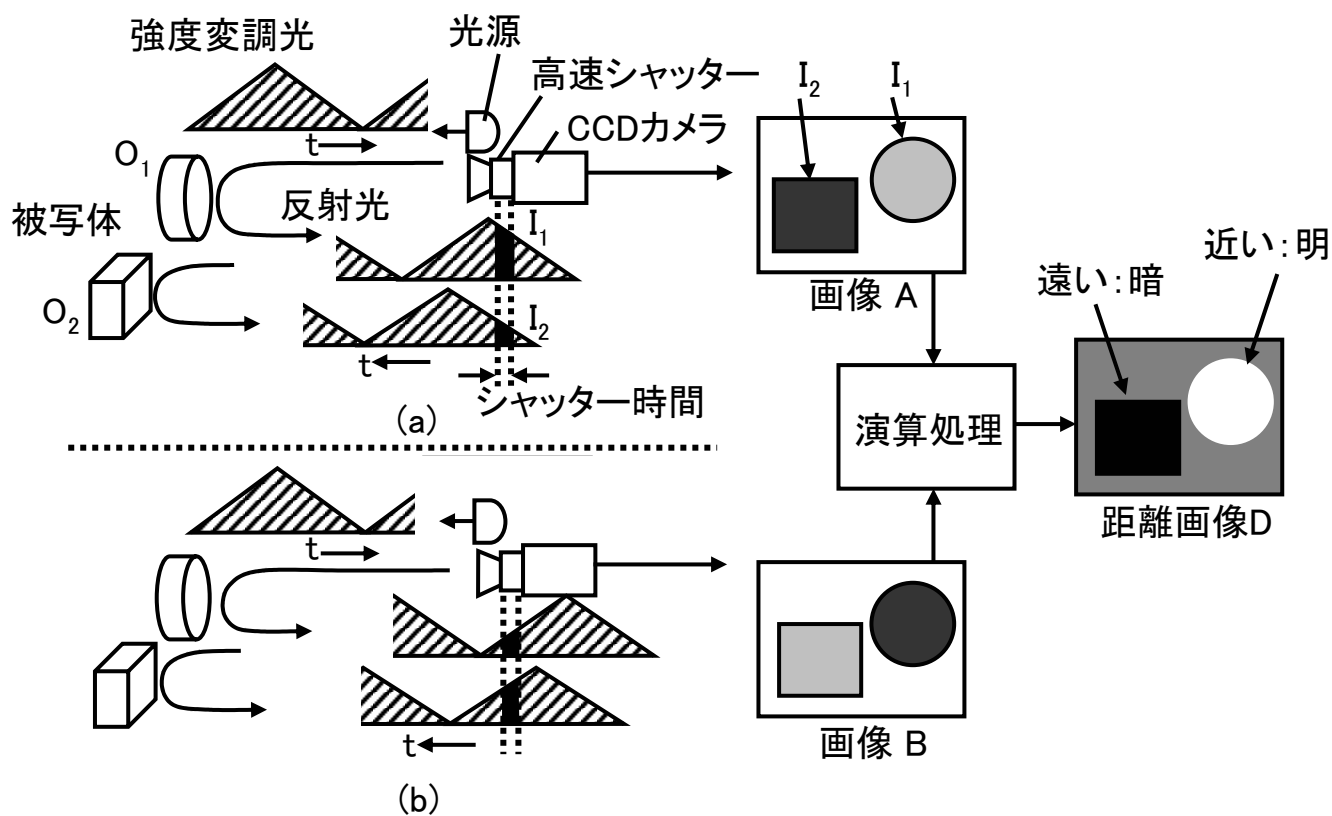 強度変調光
光源
高速シャッター
CCDカメラ
t
O1
被写体
反射光
I1
O2
I2
t
シャッター時間
(a)
I2
I1
画像 A
遠い:暗
近い:明
演算処理
距離画像D
t
t
(b)
画像 B